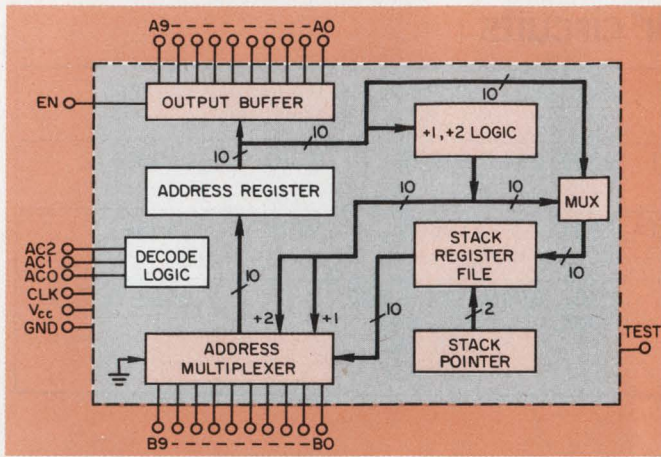 A9 A0
EN
OUTPUT BUFFER
10
10
10
+1, +2 LOGIC
ADDRESS REGISTER
10
10
MUX
AC2
AC1
AC0
DECODE
LOGIC
STACK
REGISTER
FILE
10
CLK
Vcc
GND
10
10
2
+2
+1
TEST
ADDRESS
MULTIPLEXER
STACK
POINTER
B9 B0